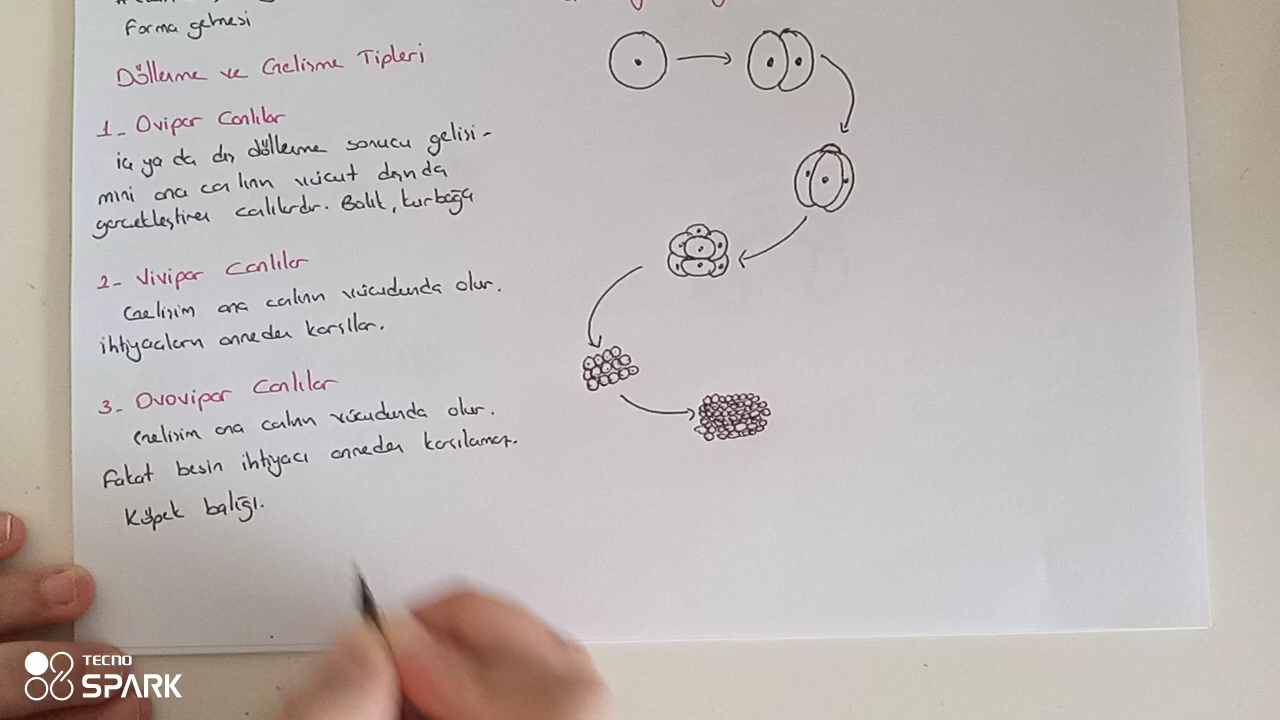 forma gelmesi
Döllenme ve Gelişme Tipleri
1- Ovipar Canlılar
iç ya da dış döllenme sonucu gelişi-
mini ana canlının vücut dışında
gerçekleştiren canlılardır. Balık, kurbağa
2- Vivipar Canlılar
Gelişim ana canlının vücudunda olur.
ihtiyaçlarını anneden karşılar.
3- Ovovipar Canlılar
Gelişim ana canlının vücudunda olur.
Fakat besin ihtiyacı anneden karşılamaz.
Köpek balığı.
TECNO
SPARK